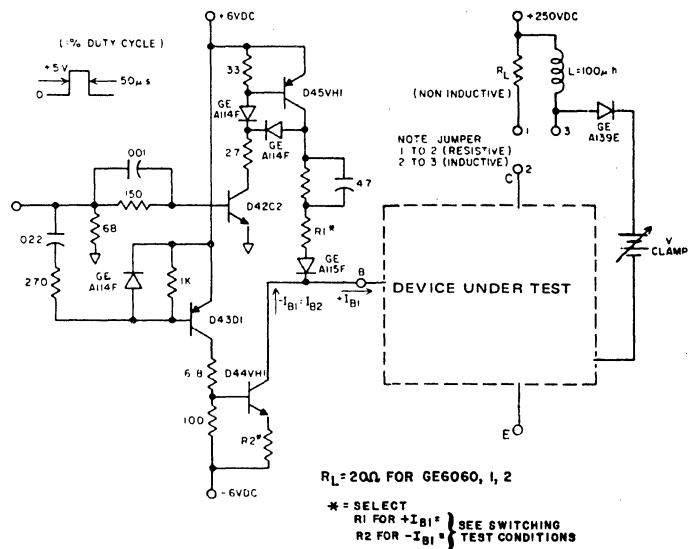 +6VDC
+250VDC
(1% DUTY CYCLE)
+5V
50μs
0
33
D45VH1
GE
A114F
GE
A114F
27
RL
(NON INDUCTIVE)
L=100μh
1
3
GE
A139E
NOTE JUMPER
1 TO 2 (RESISTIVE)
2 TO 3 (INDUCTIVE)
C
2
.001
150
D42C2
68
.022
270
GE
A114F
1K
D43D1
47
R1*
GE
A115F
B
-IB1=IB2
+IB1
DEVICE UNDER TEST
V
CLAMP
6.8
D44VH1
100
R2*
E
-6VDC
RL=20Ω FOR GE6060, 1, 2
* = SELECT
R1 FOR +IB1=
R2 FOR -IB1=
SEE SWITCHING
TEST CONDITIONS